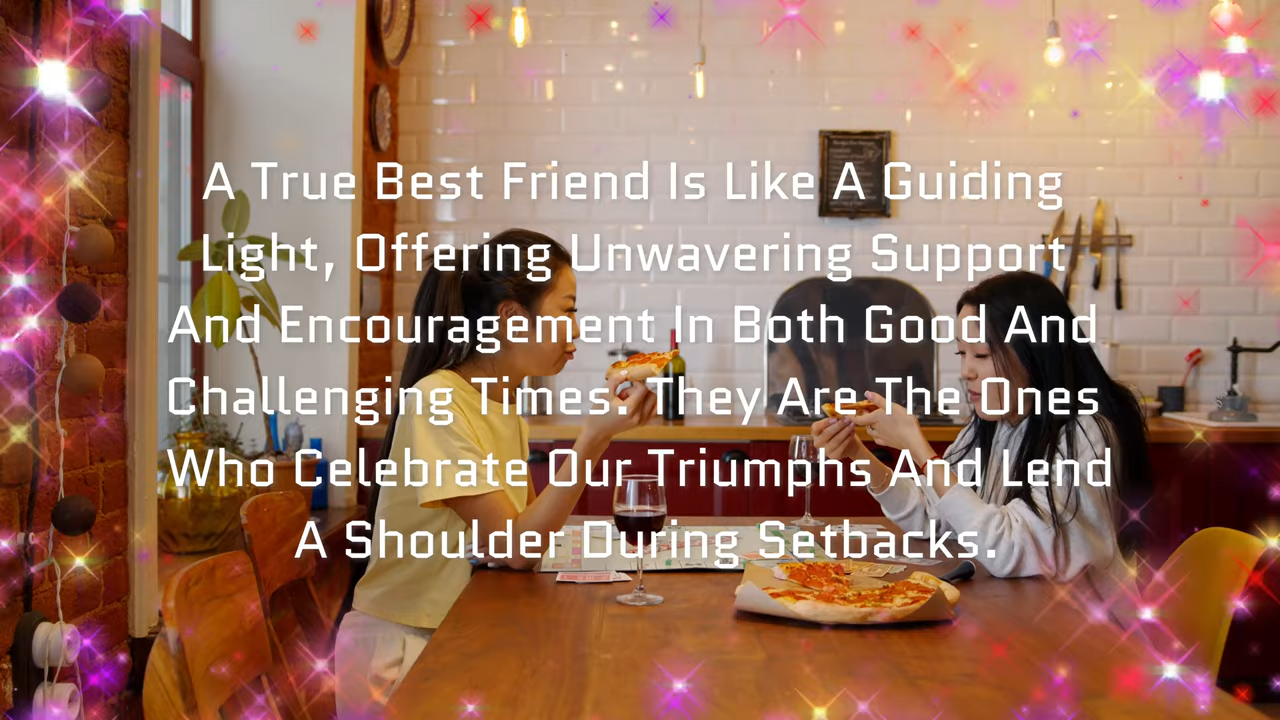 A True Best Friend Is Like A Guiding
Light, Offering Unwavering Support
And Encouragement In Both Good And
Challenging Times. They Are The Ones
Who Celebrate Our Triumphs And Lend
A Shoulder During Setbacks.